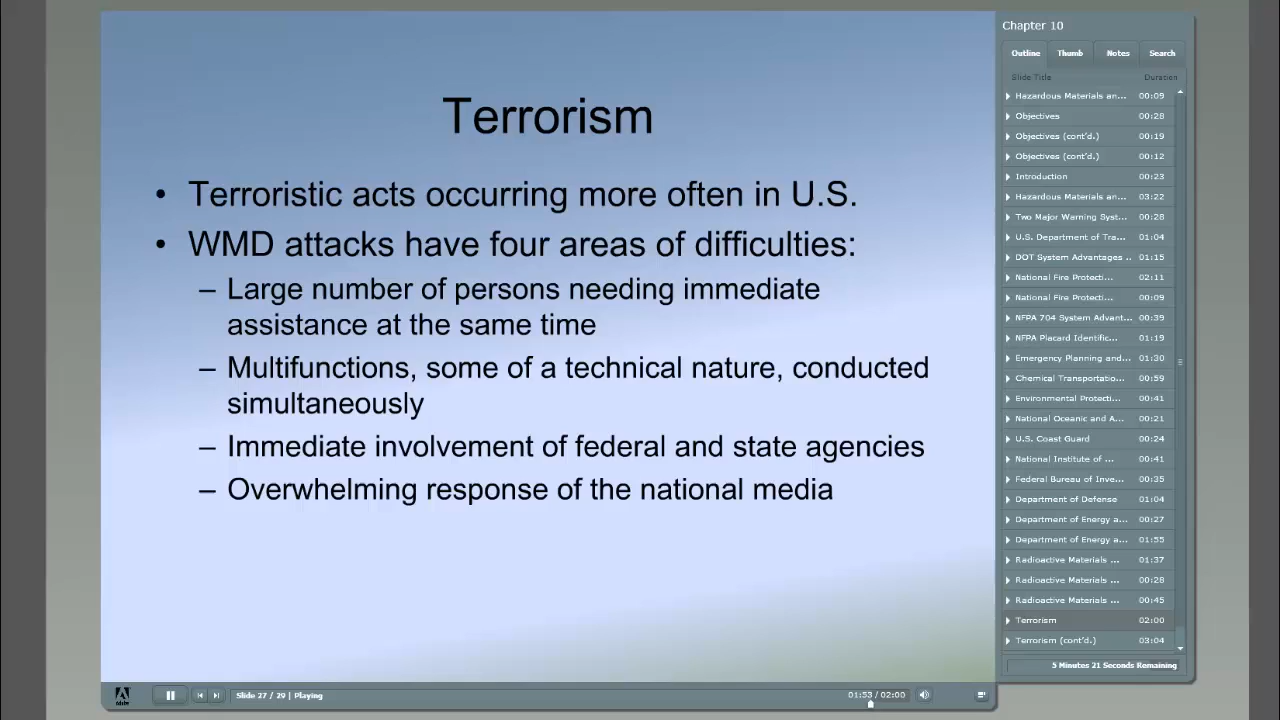 Terrorism
• Terroristic acts occurring more often in U.S.
• WMD attacks have four areas of difficulties:
– Large number of persons needing immediate
assistance at the same time
– Multifunctions, some of a technical nature, conducted
simultaneously
– Immediate involvement of federal and state agencies
– Overwhelming response of the national media
Adobe
Slide 27 / 29 | Playing
01:53 / 02:00
Chapter 10
Outline Thumb Notes Search
Slide Title Duration
Hazardous Materials an... 00:09
Objectives 00:28
Objectives (cont'd.) 00:19
Objectives (cont'd.) 00:12
Introduction 00:23
Hazardous Materials an... 03:22
Two Major Warning Syst... 00:28
U.S. Department of Tra... 01:04
DOT System Advantages .. 01:15
National Fire Protecti... 02:11
National Fire Protecti... 00:09
NFPA 704 System Advant... 00:39
NFPA Placard Identific... 01:19
Emergency Planning and... 01:30
Chemical Transportatio... 00:59
Environmental Protecti... 00:41
National Oceanic and A... 00:21
U.S. Coast Guard 00:24
National Institute of ... 00:41
Federal Bureau of Inve... 00:35
Department of Defense 01:04
Department of Energy a... 00:27
Department of Energy a... 01:55
Radioactive Materials ... 01:37
Radioactive Materials ... 00:28
Radioactive Materials ... 00:45
Terrorism 02:00
Terrorism (cont'd.) 03:04
5 Minutes 21 Seconds Remaining